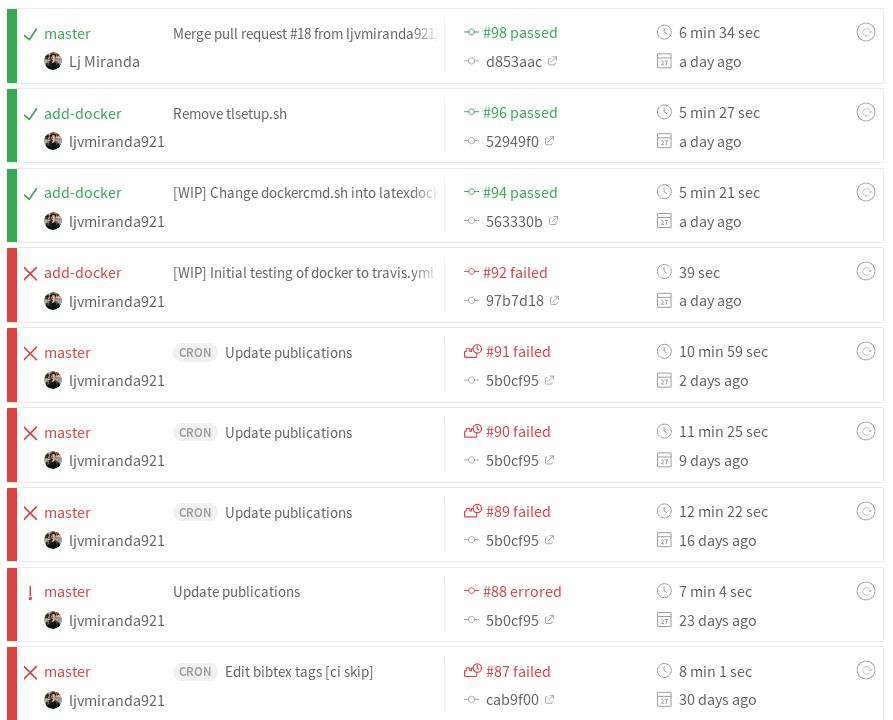 master Merge pull request #18 from ljvmiranda921/ #98 passed 6 min 34 sec
Lj Miranda d853aac a day ago
add-docker Remove tlsetup.sh #96 passed 5 min 27 sec
ljvmiranda921 52949f0 a day ago
add-docker [WIP] Change dockercmd.sh into latexdock #94 passed 5 min 21 sec
ljvmiranda921 563330b a day ago
add-docker [WIP] Initial testing of docker to travis.yml #92 failed 39 sec
ljvmiranda921 97b7d18 a day ago
master CRON Update publications #91 failed 10 min 59 sec
ljvmiranda921 5b0cf95 2 days ago
master CRON Update publications #90 failed 11 min 25 sec
ljvmiranda921 5b0cf95 9 days ago
master CRON Update publications #89 failed 12 min 22 sec
ljvmiranda921 5b0cf95 16 days ago
master Update publications #88 errored 7 min 4 sec
ljvmiranda921 5b0cf95 23 days ago
master CRON Edit bibtex tags [ci skip] #87 failed 8 min 1 sec
ljvmiranda921 cab9f00 30 days ago